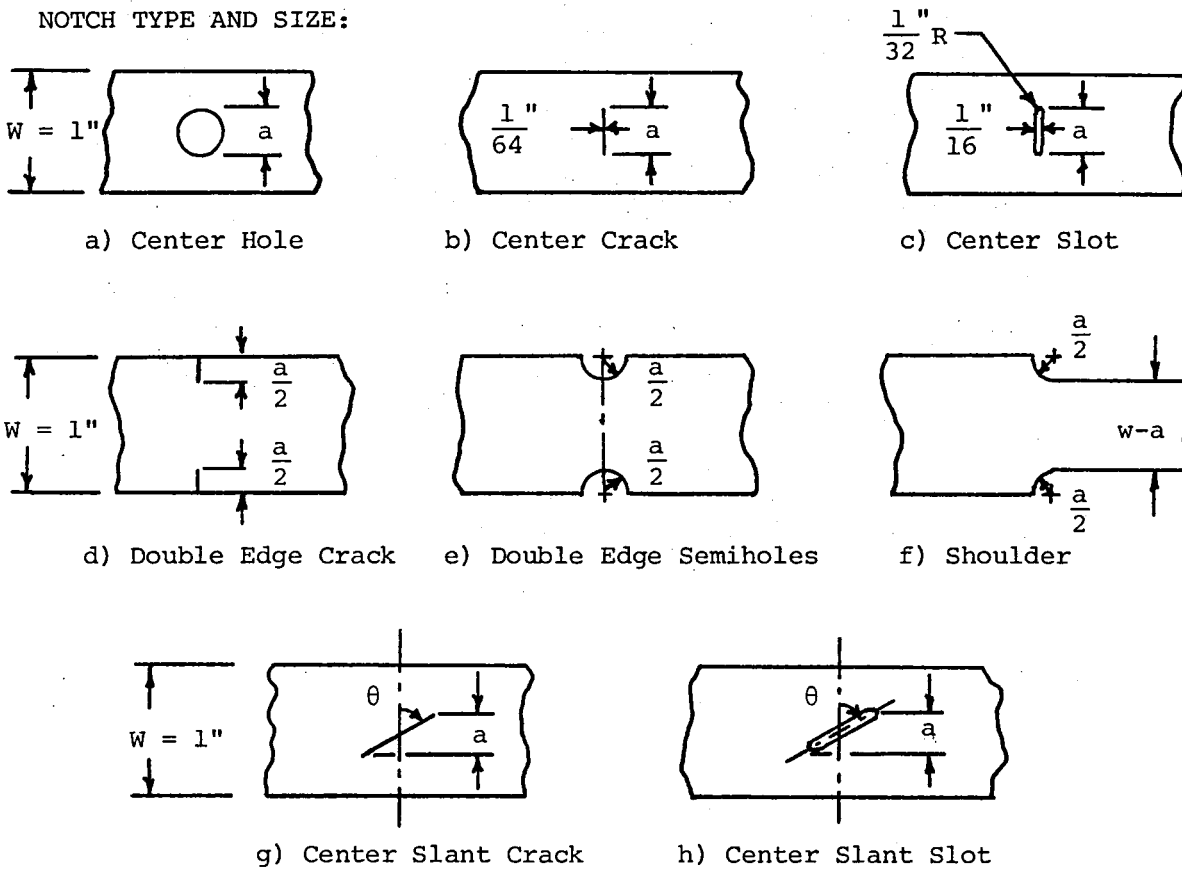 NOTCH TYPE AND SIZE:
W = 1"
a
a) Center Hole
1/64"
a
b) Center Crack
1/32" R
1/16"
a
c) Center Slot
W = 1"
a/2
a/2
d) Double Edge Crack
a/2
a/2
e) Double Edge Semiholes
a/2
w-a
a/2
f) Shoulder
W = 1"
θ
a
g) Center Slant Crack
θ
a
h) Center Slant Slot